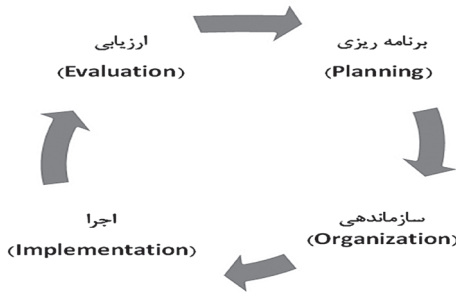 ارزیابی
(Evaluation)
برنامه ریزی
(Planning)
اجرا
(Implementation)
سازماندهی
(Organization)